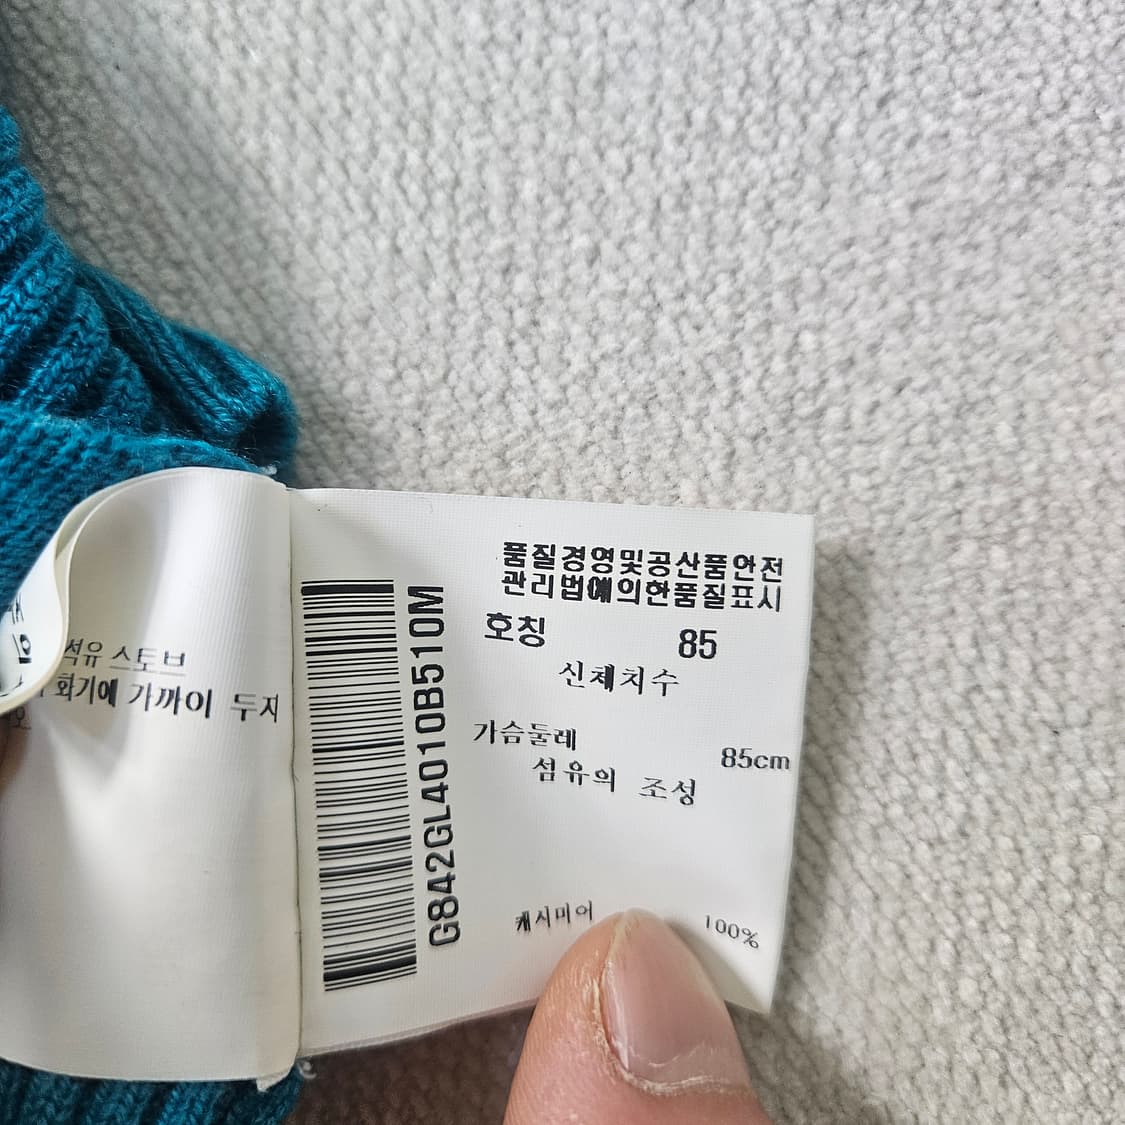 석유 스토브
화기에 가까이 두지
G842GL4010B510M
품질경영및공산품안전
관리법에의한품질표시
호칭 85
신체치수
가슴둘레 85cm
섬유의 조성
캐시미어 100%